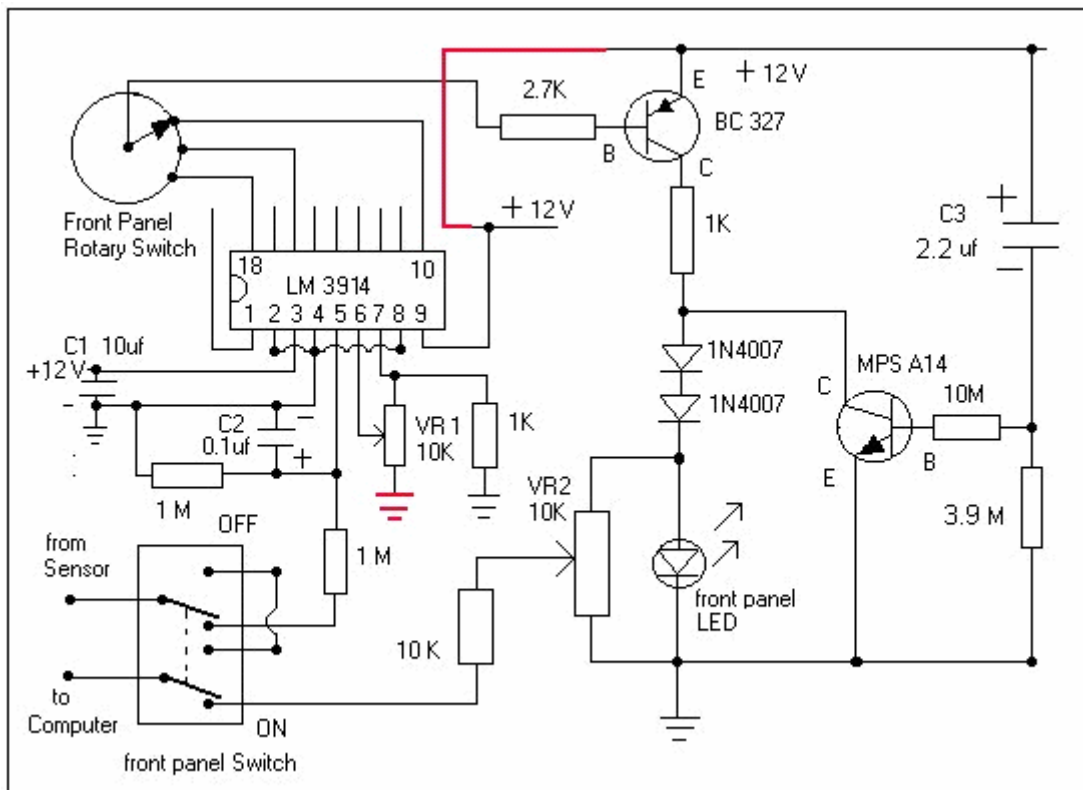 + 12 V
E
2.7K
BC 327
B
C
Front Panel
Rotary Switch
+ 12 V
1K
C3
+
2.2 uf
−
18
10
LM 3914
1 2 3 4 5 6 7 8 9
C1 10uf
+12 V
-
1N4007
MPS A14
1N4007
C
10M
C2
−
0.1uf
+
VR 1
10K
1K
E
B
1 M
VR2
10K
3.9 M
OFF
from
Sensor
1 M
front panel
LED
10 K
to
Computer
ON
front panel Switch